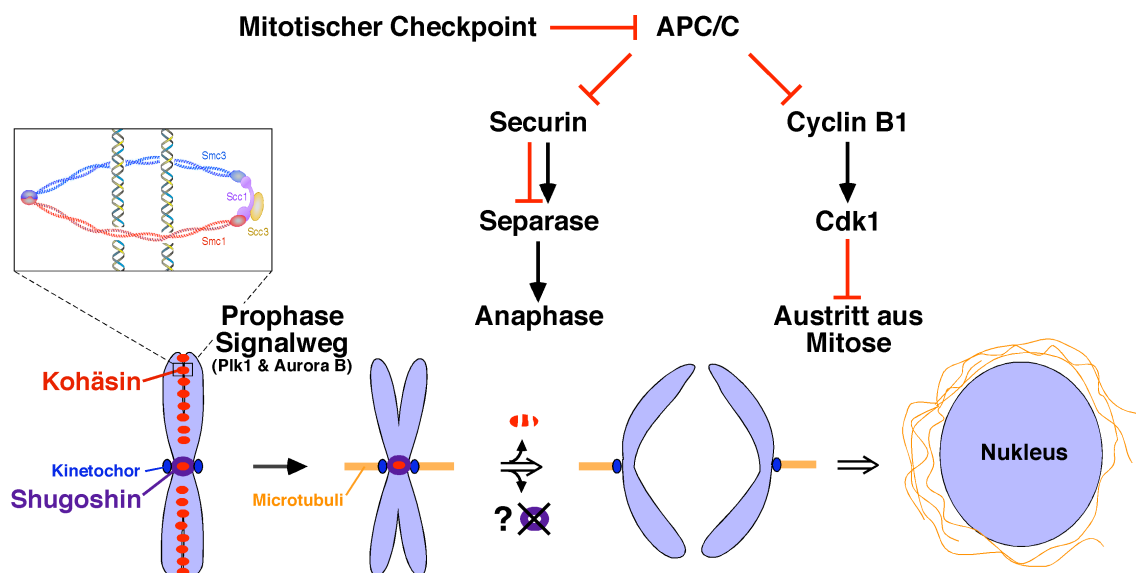 Mitotischer Checkpoint
APC/C
Securin
Cyclin B1
Smc3
Scc1
Scc3
Smc1
Separase
Cdk1
Prophase
Signalweg
(Plk1 & Aurora B)
Anaphase
Austritt aus
Mitose
Kohäsin
Kinetochor
Shugoshin
Microtubuli
?
Nukleus